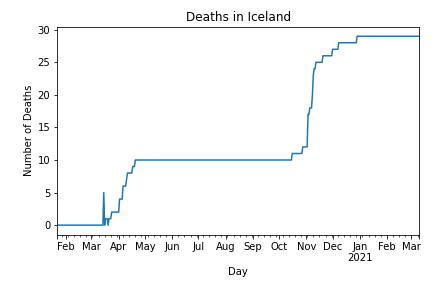 Deaths in Iceland
30
25
20
15
10
5
0
Number of Deaths
Feb Mar Apr May Jun Jul Aug Sep Oct Nov Dec Jan Feb Mar
2021
Day